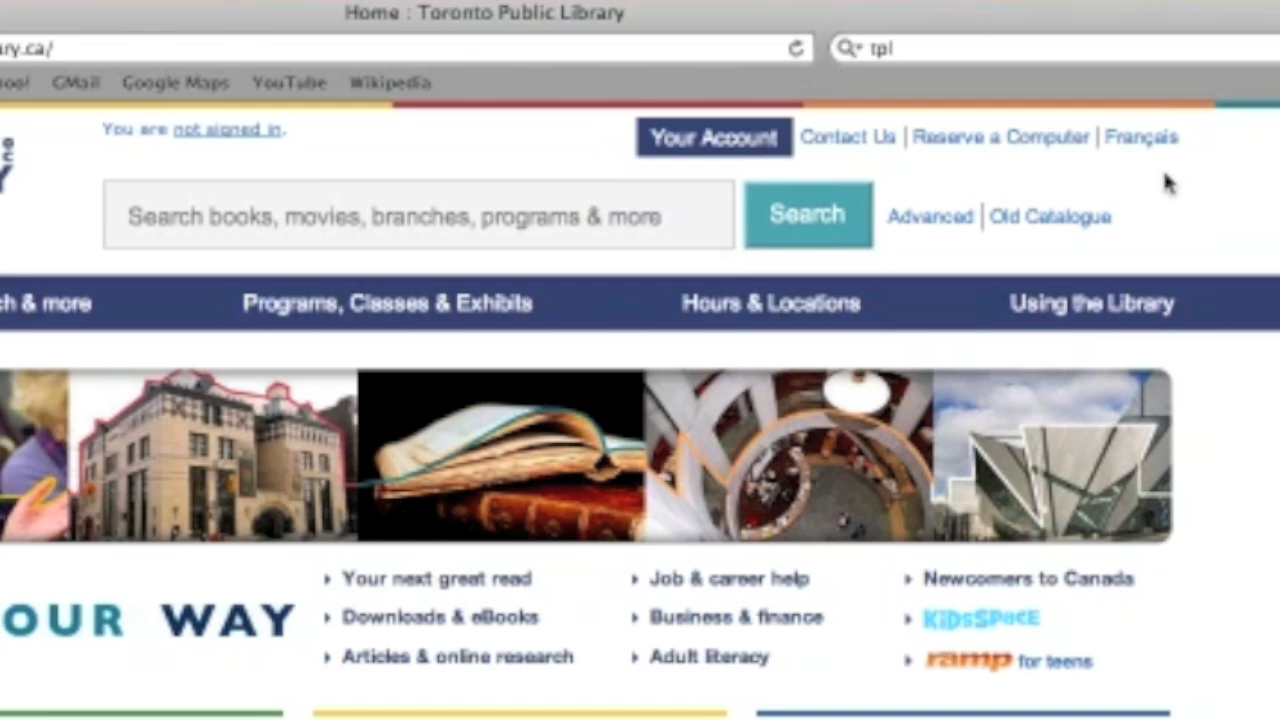 Home : Toronto Public Library
ary.ca/
tpl
hoo! GMail Google Maps YouTube Wikipedia
You are not signed in.
Your Account Contact Us | Reserve a Computer | Français
Search books, movies, branches, programs & more
Search
Advanced | Old Catalogue
ch & more Programs, Classes & Exhibits Hours & Locations Using the Library
OUR WAY
Your next great read
Downloads & eBooks
Articles & online research
Job & career help
Business & finance
Adult literacy
Newcomers to Canada
KidsSpace
ramp for teens